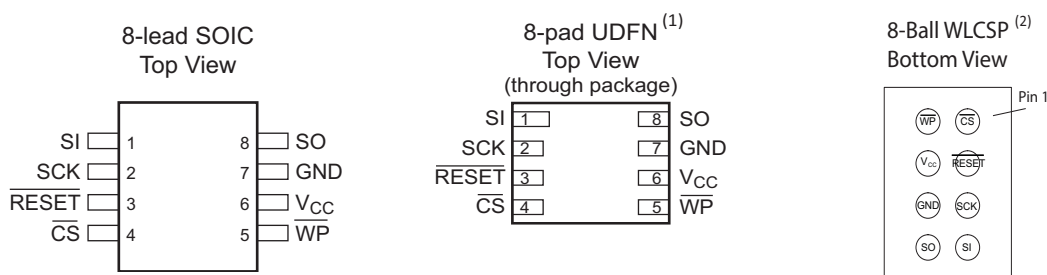 8-lead SOIC
Top View
SI 1 8 SO
SCK 2 7 GND
RESET 3 6 VCC
CS 4 5 WP
8-pad UDFN(1)
Top View
(through package)
SI 1 8 SO
SCK 2 7 GND
RESET 3 6 VCC
CS 4 5 WP
8-Ball WLCSP (2)
Bottom View
Pin 1
WP CS
VCC RESET
GND SCK
SO SI